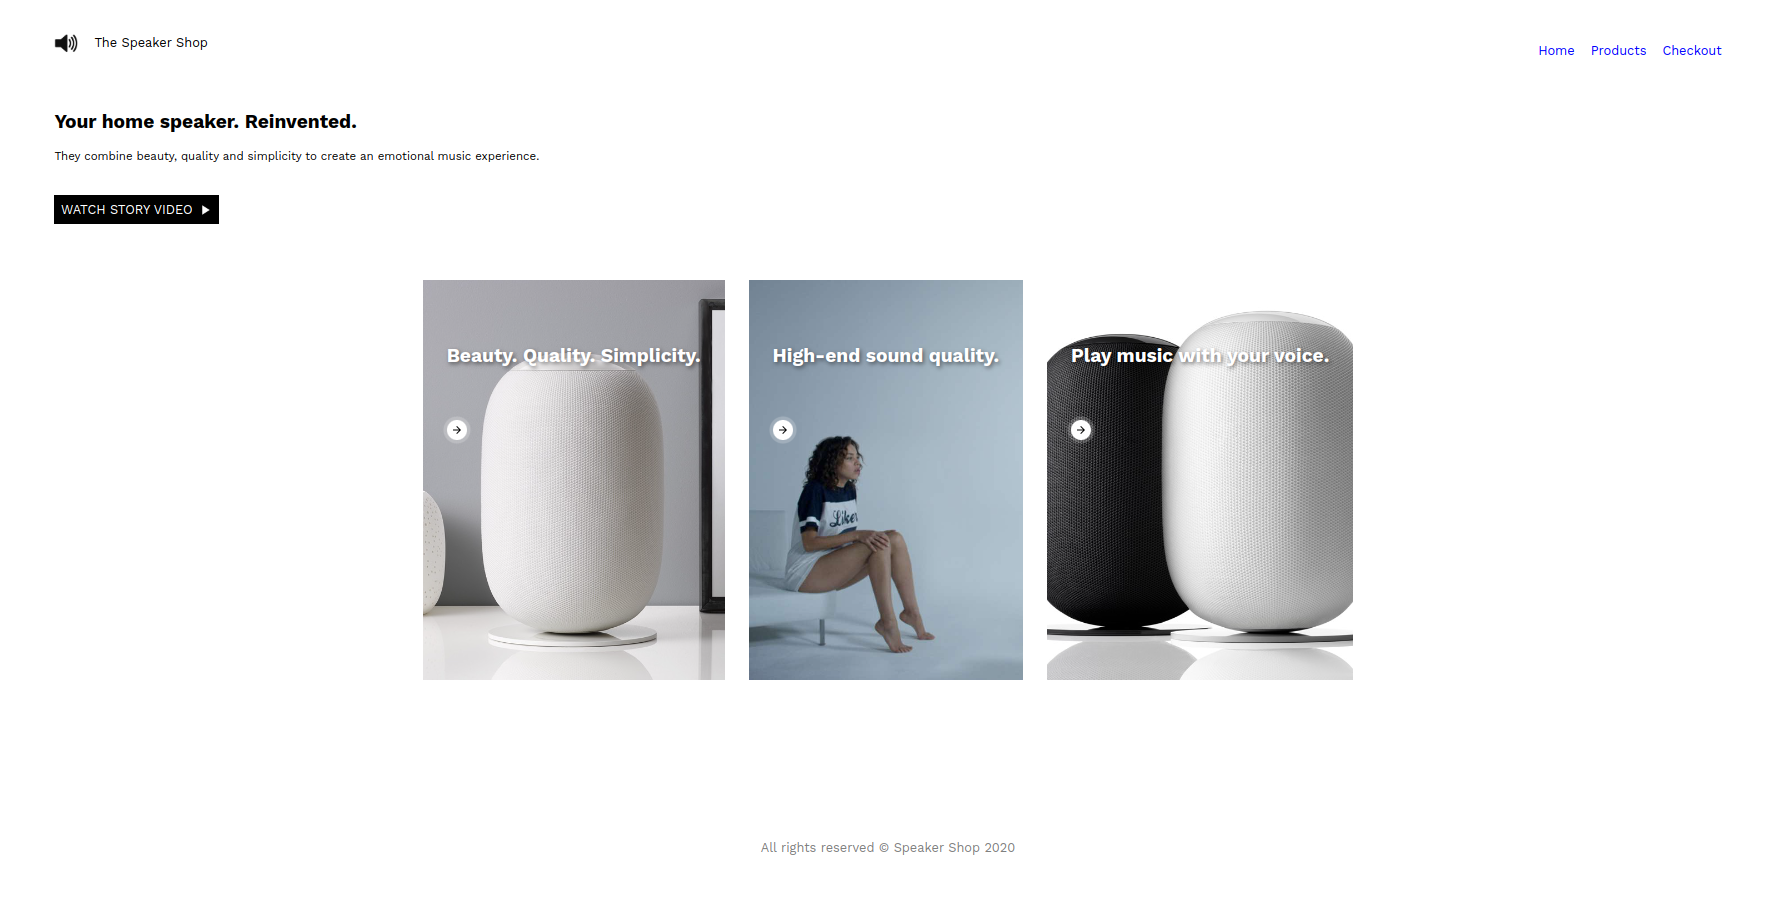 The Speaker Shop
Home Products Checkout
Your home speaker. Reinvented.
They combine beauty, quality and simplicity to create an emotional music experience.
WATCH STORY VIDEO
Beauty. Quality. Simplicity.
High-end sound quality.
Play music with your voice.
Likes
All rights reserved © Speaker Shop 2020